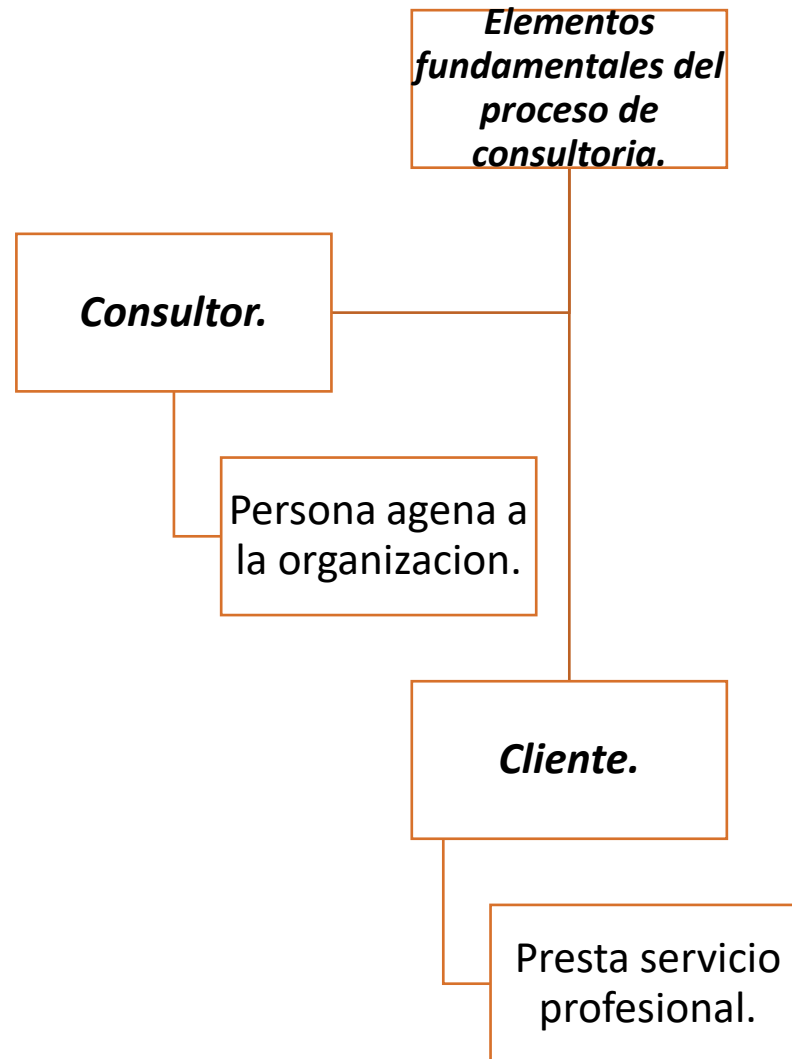 Elementos
fundamentales del
proceso de
consultoria.
Consultor.
Persona agena a
la organizacion.
Cliente.
Presta servicio
profesional.